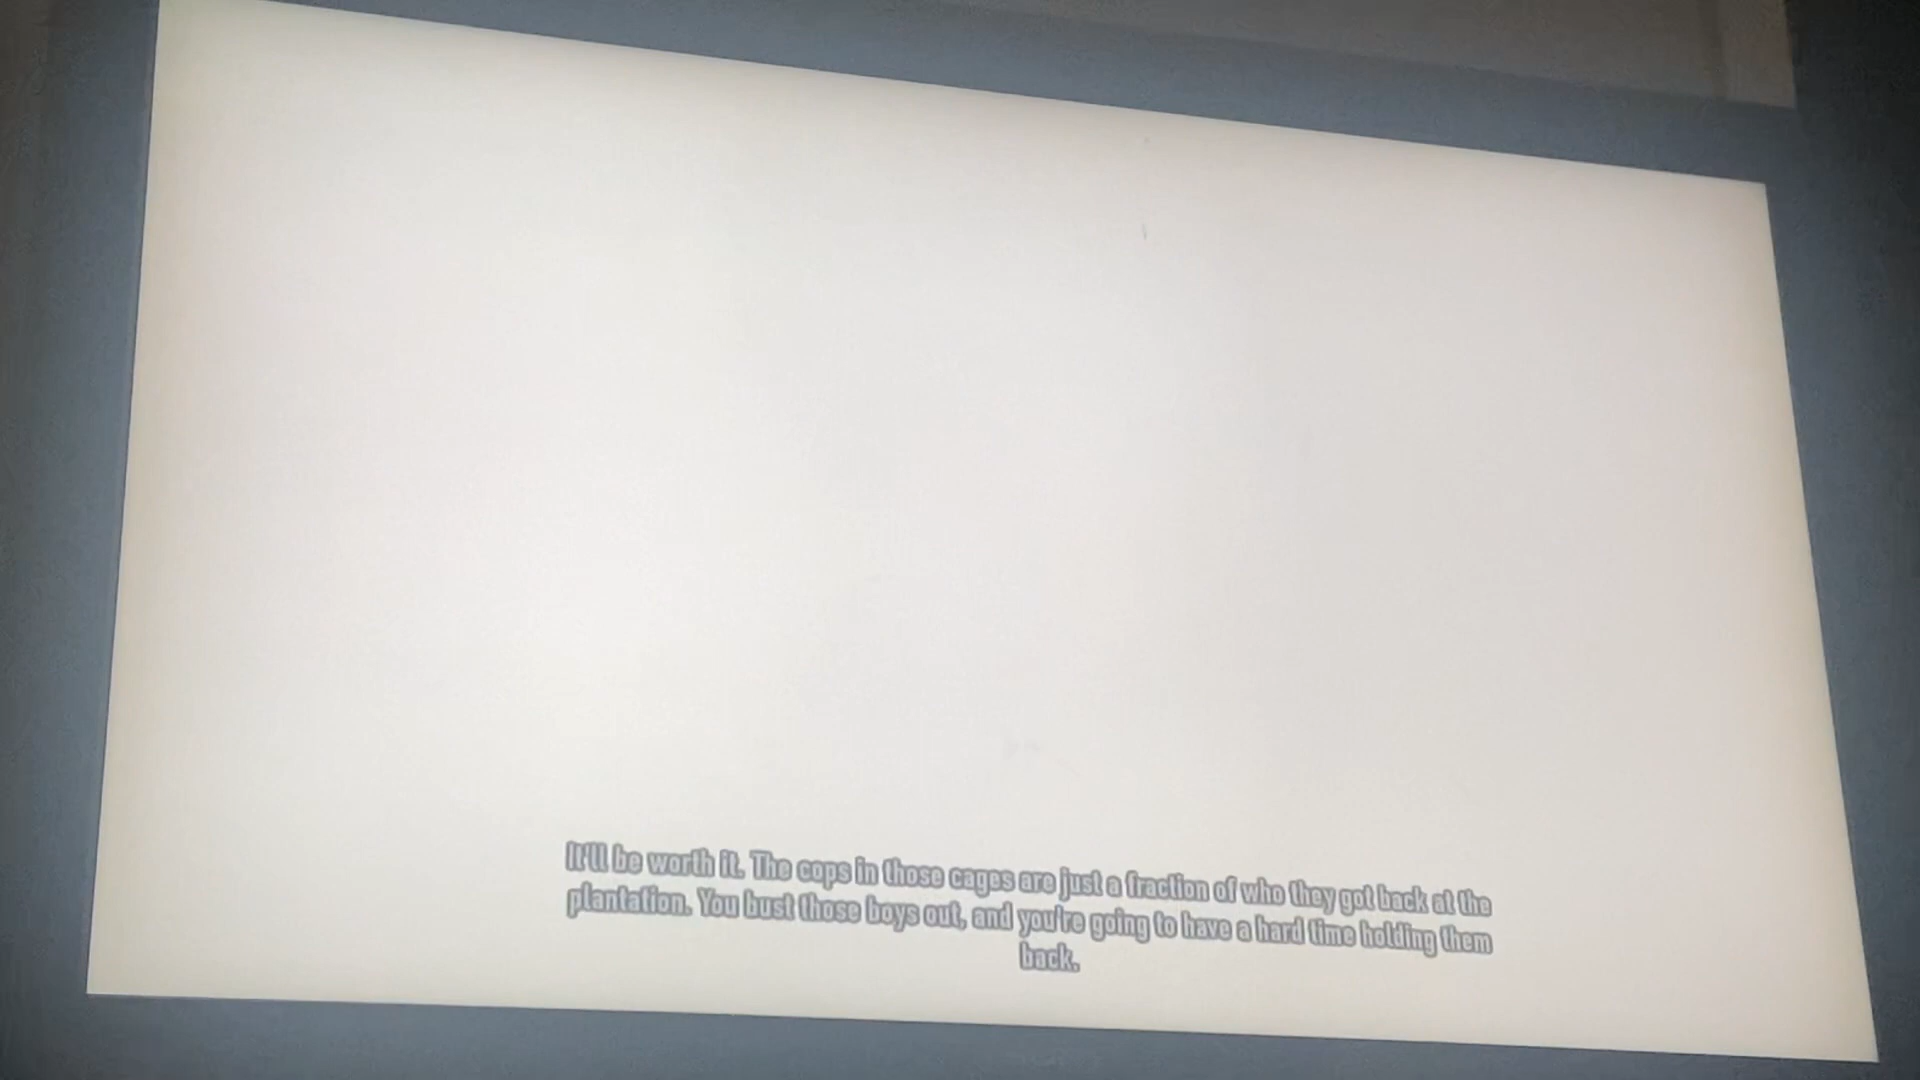 It'll be worth it. The cops in those cages are just a fraction of who they got back at the
plantation. You bust those boys out, and you're going to have a hard time holding them
back.